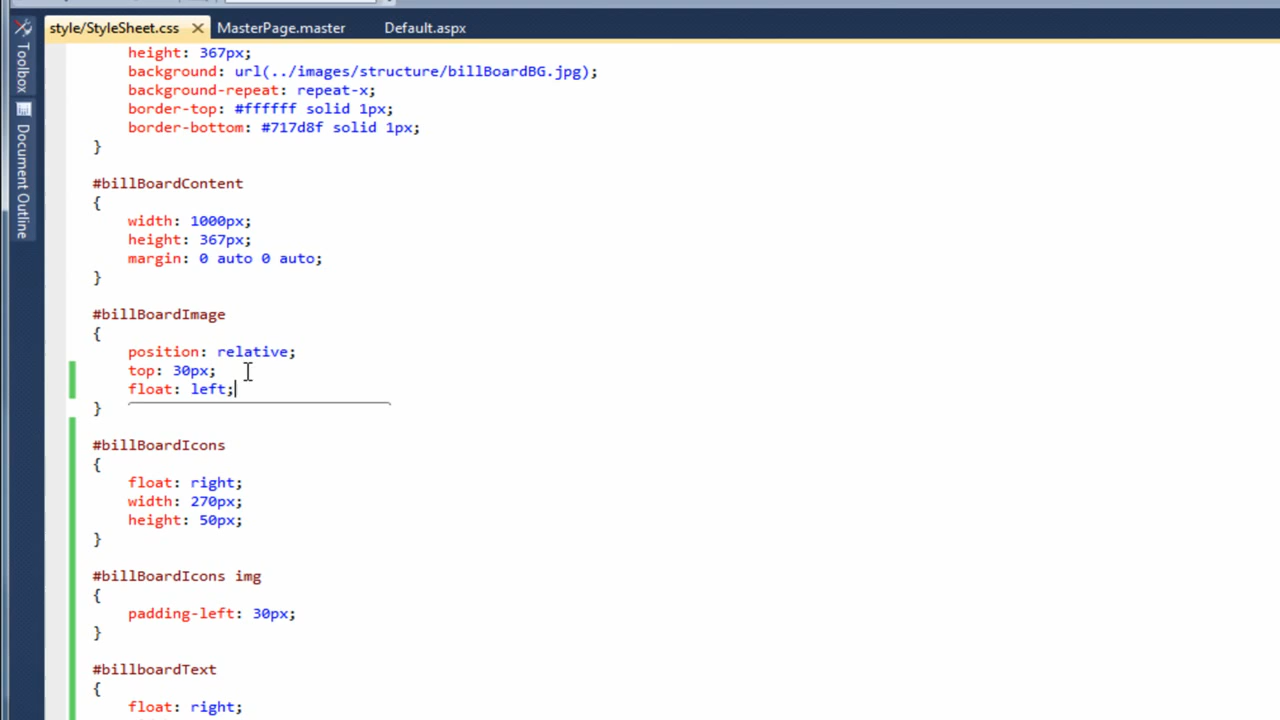 style/StyleSheet.css MasterPage.master Default.aspx
Toolbox
Document Outline
height: 367px;
background: url(../images/structure/billBoardBG.jpg);
background-repeat: repeat-x;
border-top: #ffffff solid 1px;
border-bottom: #717d8f solid 1px;
}
#billBoardContent
{
width: 1000px;
height: 367px;
margin: 0 auto 0 auto;
}
#billBoardImage
{
position: relative;
top: 30px;
float: left;
}
#billBoardIcons
{
float: right;
width: 270px;
height: 50px;
}
#billBoardIcons img
{
padding-left: 30px;
}
#billboardText
{
float: right;